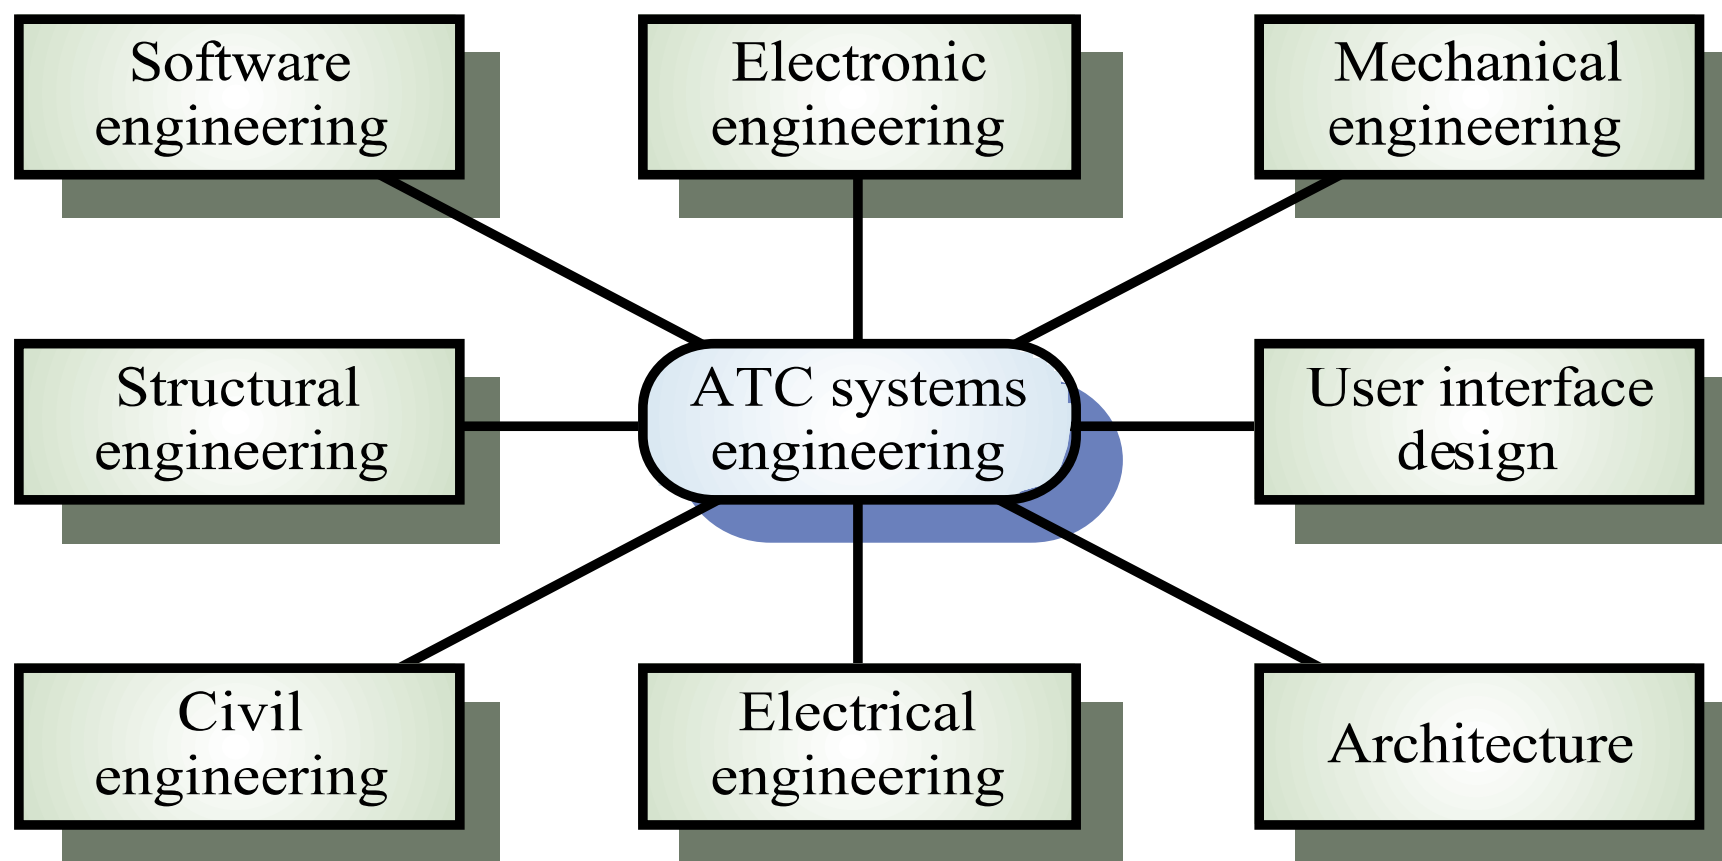 Software
engineering
Electronic
engineering
Mechanical
engineering
Structural
engineering
ATC systems
engineering
User interface
design
Civil
engineering
Electrical
engineering
Architecture